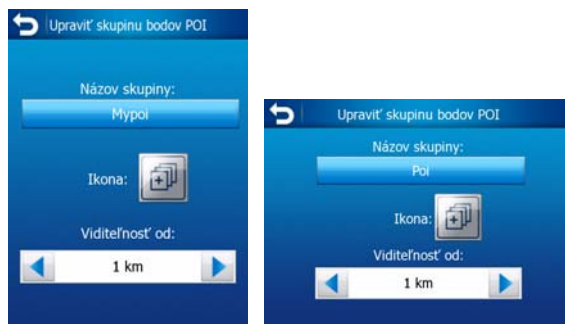 Upraviť skupinu bodov POI
Názov skupiny:
Mypoi
Ikona:
Viditeľnosť od:
1 km
Upraviť skupinu bodov POI
Názov skupiny:
Poi
Ikona:
Viditeľnosť od:
1 km